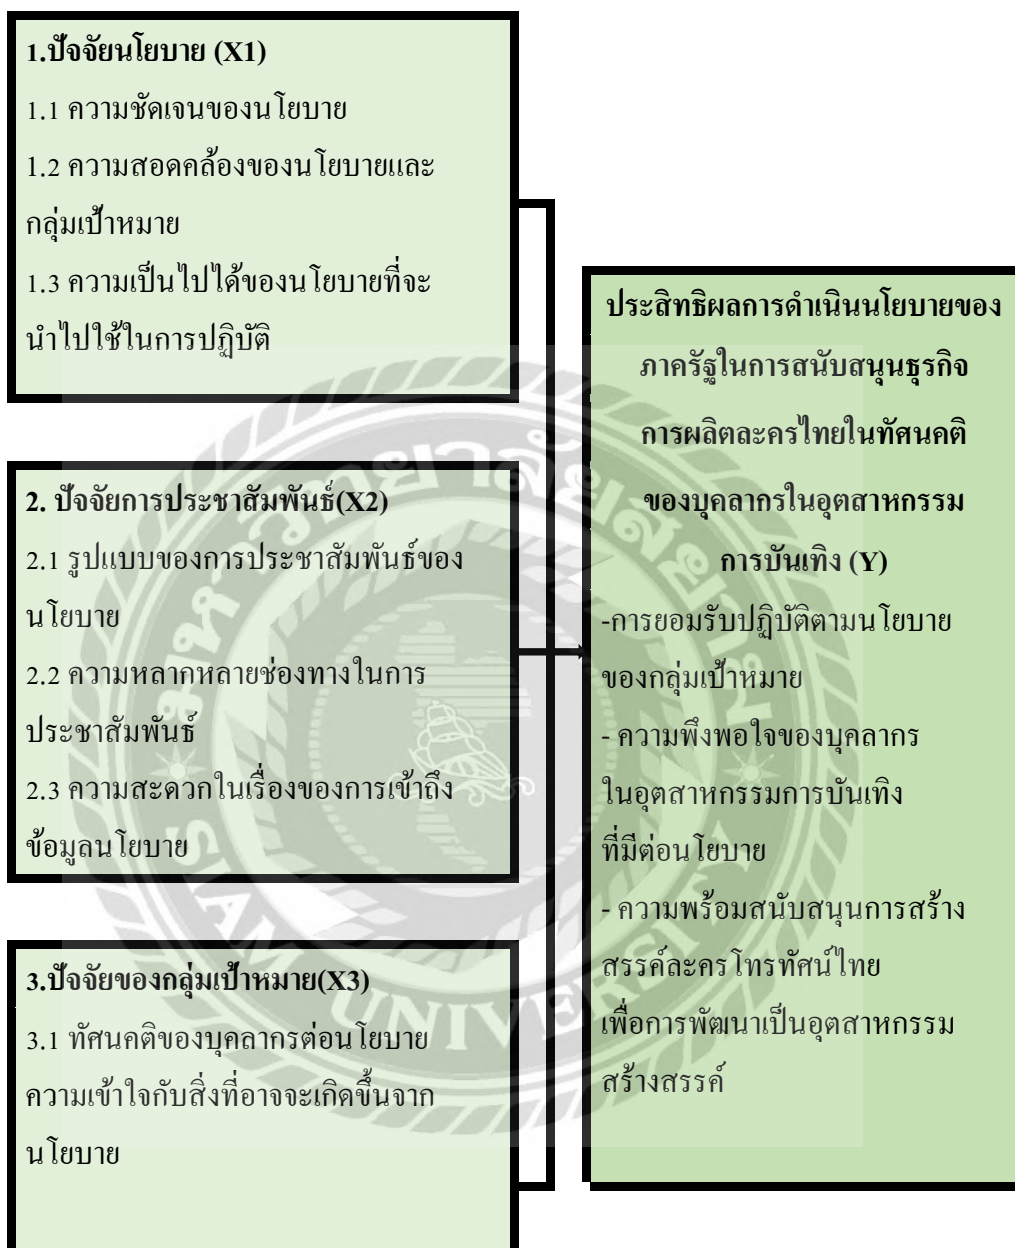 1.ปัจจัยนโยบาย (X1)
1.1 ความชัดเจนของนโยบาย
1.2 ความสอดคล้องของนโยบายและ
กลุ่มเป้าหมาย
1.3 ความเป็นไปได้ของนโยบายที่จะ
นำไปใช้ในการปฏิบัติ
2. ปัจจัยการประชาสัมพันธ์(X2)
2.1 รูปแบบของการประชาสัมพันธ์ของ
นโยบาย
2.2 ความหลากหลายช่องทางในการ
ประชาสัมพันธ์
2.3 ความสะดวกในเรื่องของการเข้าถึง
ข้อมูลนโยบาย
3.ปัจจัยของกลุ่มเป้าหมาย(X3)
3.1 ทัศนคติของบุคลากรต่อนโยบาย
ความเข้าใจกับสิ่งที่อาจจะเกิดขึ้นจาก
นโยบาย
ประสิทธิผลการดำเนินนโยบายของ
ภาครัฐในการสนับสนุนธุรกิจ
การผลิตละครไทยในทัศนคติ
ของบุคลากรในอุตสาหกรรม
การบันเทิง (Y)
-การยอมรับปฏิบัติตามนโยบาย
ของกลุ่มเป้าหมาย
- ความพึงพอใจของบุคลากร
ในอุตสาหกรรมการบันเทิง
ที่มีต่อนโยบาย
- ความพร้อมสนับสนุนการสร้าง
สรรค์ละครโทรทัศน์ไทย
เพื่อการพัฒนาเป็นอุตสาหกรรม
สร้างสรรค์
มหาวิทยาลัยสยาม
SIAM UNIVERSITY